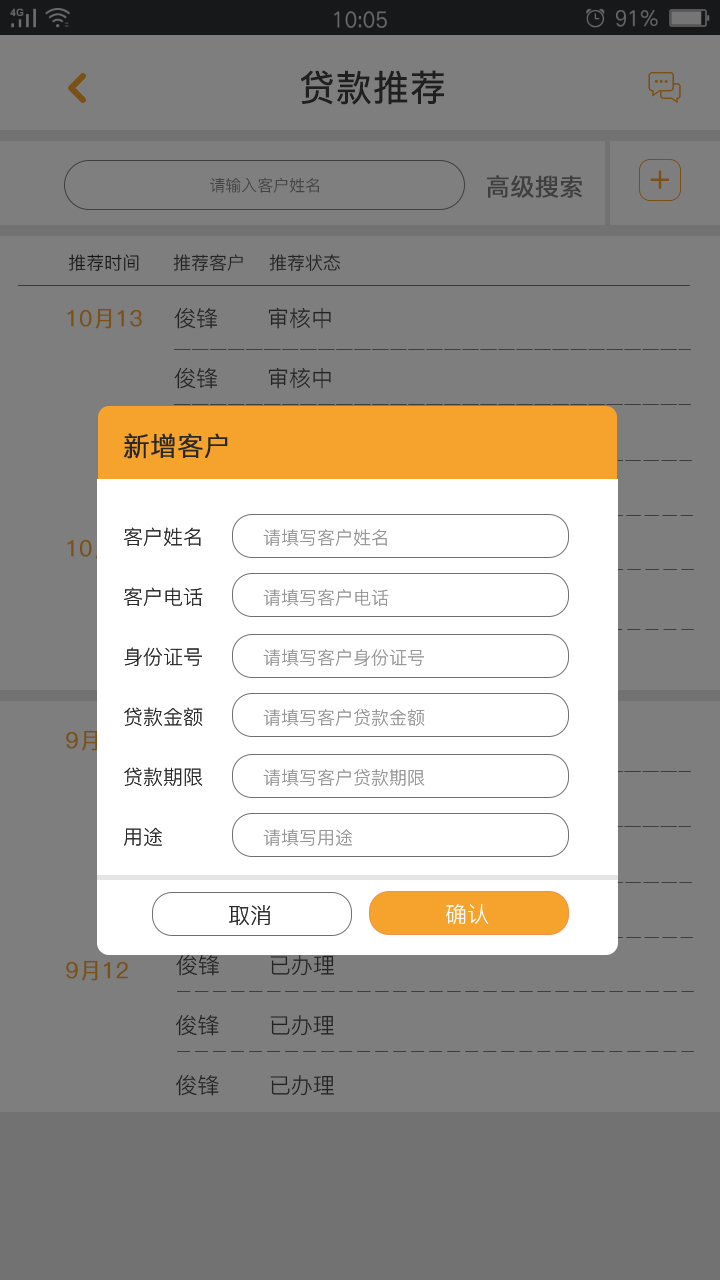 4G 10:05 91%
贷款推荐
请输入客户姓名 高级搜索
推荐时间 推荐客户 推荐状态
10月13 俊锋 审核中
俊锋 审核中
新增客户
客户姓名 请填写客户姓名
10
客户电话 请填写客户电话
身份证号 请填写客户身份证号
贷款金额 请填写客户贷款金额
9月
贷款期限 请填写客户贷款期限
用途 请填写用途
取消 确认
9月12 俊锋 已办理
俊锋 已办理
俊锋 已办理